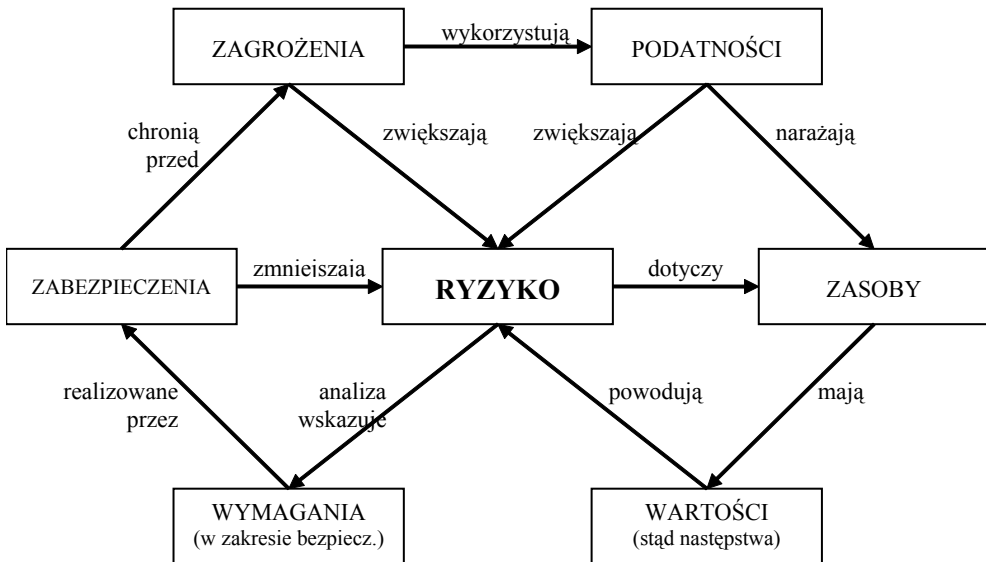 ZAGROŻENIA
wykorzystują
PODATNOŚCI
chronią
przed
zwiększają
zwiększają
narażają
ZABEZPIECZENIA
zmniejszaja
RYZYKO
dotyczy
ZASOBY
realizowane
przez
analiza
wskazuje
powodują
mają
WYMAGANIA
(w zakresie bezpiecz.)
WARTOŚCI
(stąd następstwa)